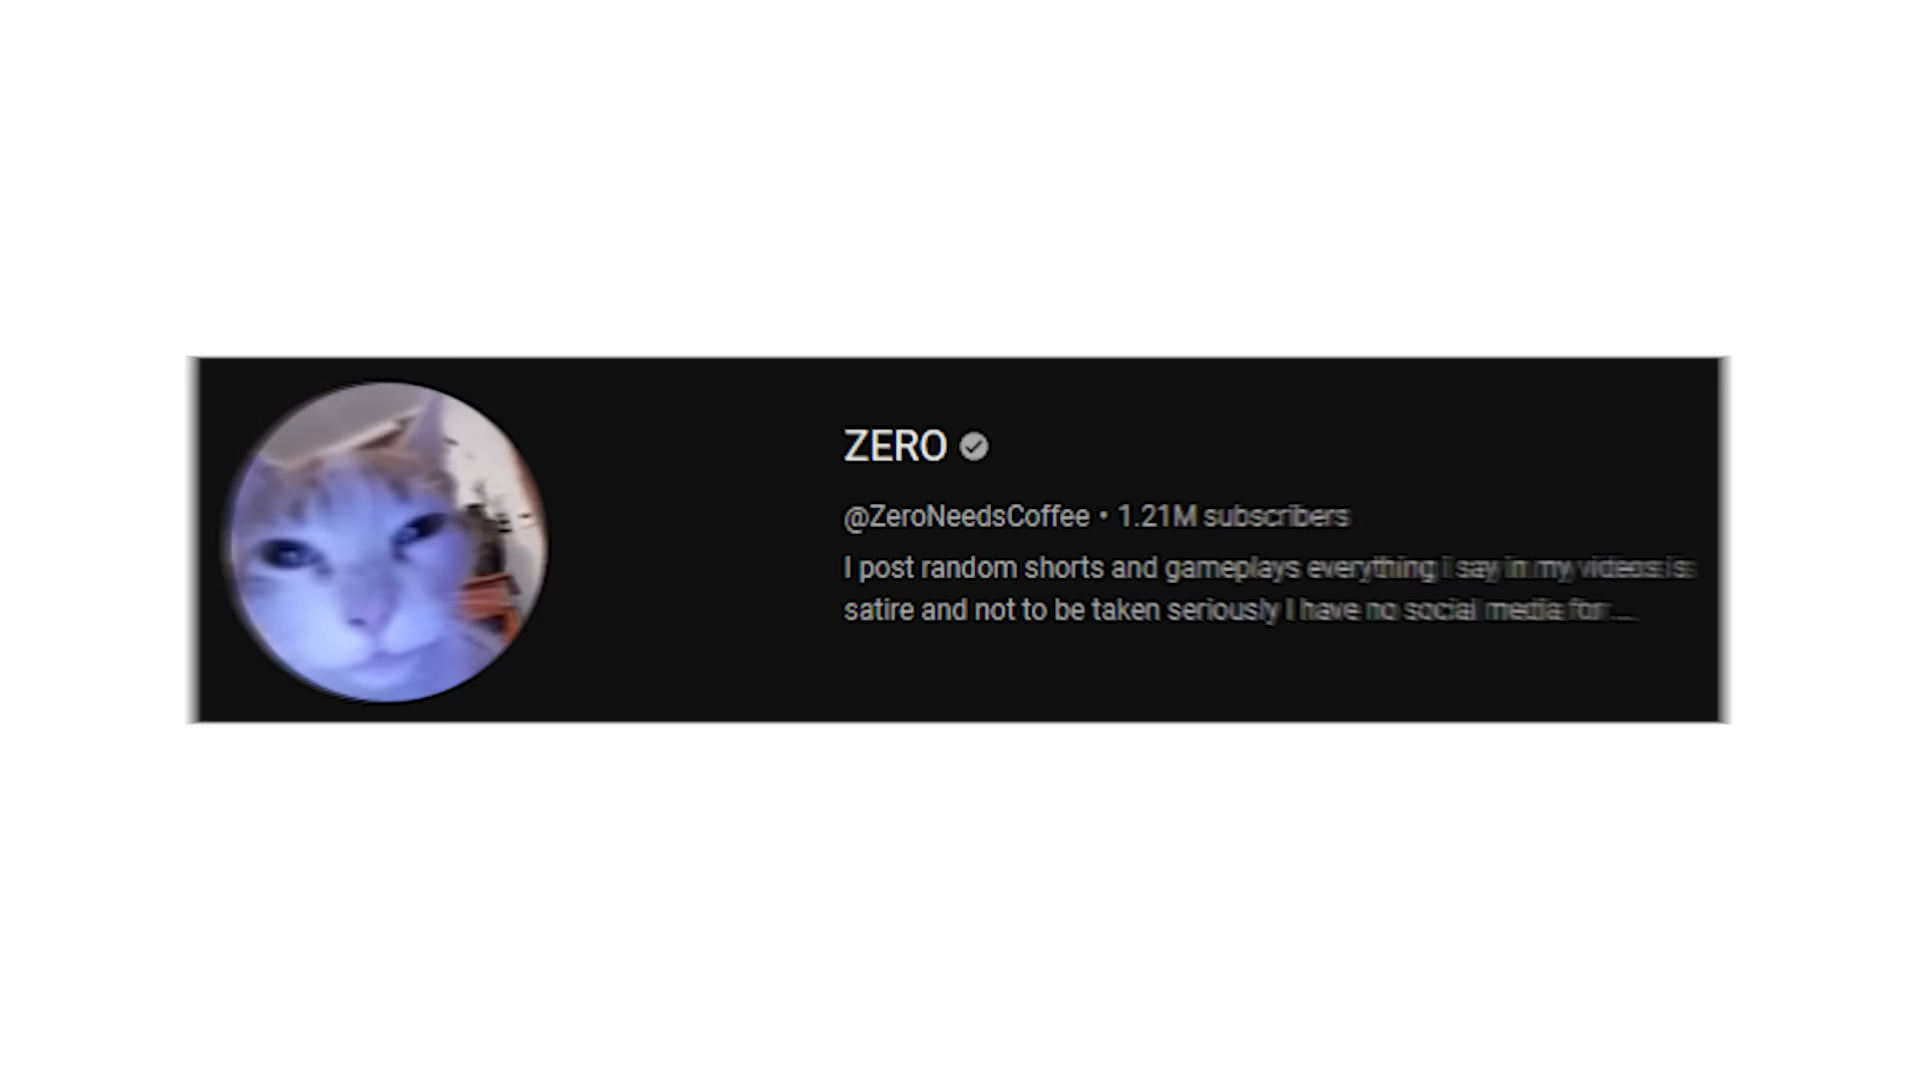 ZERO
@ZeroNeedsCoffee • 1.21M subscribers
I post random shorts and gameplays everything i say in my videos is
satire and not to be taken seriously I have no social media for ...